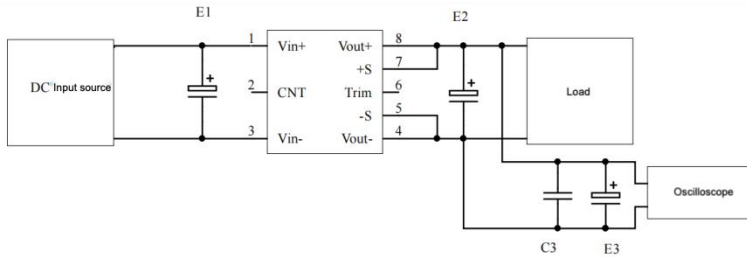 E1
E2
DC Input source
1
Vin+
Vout+
8
+S
7
2
CNT
Trim
6
-S
5
3
Vin-
Vout-
4
+
+
Load
+
Oscilloscope
C3
E3